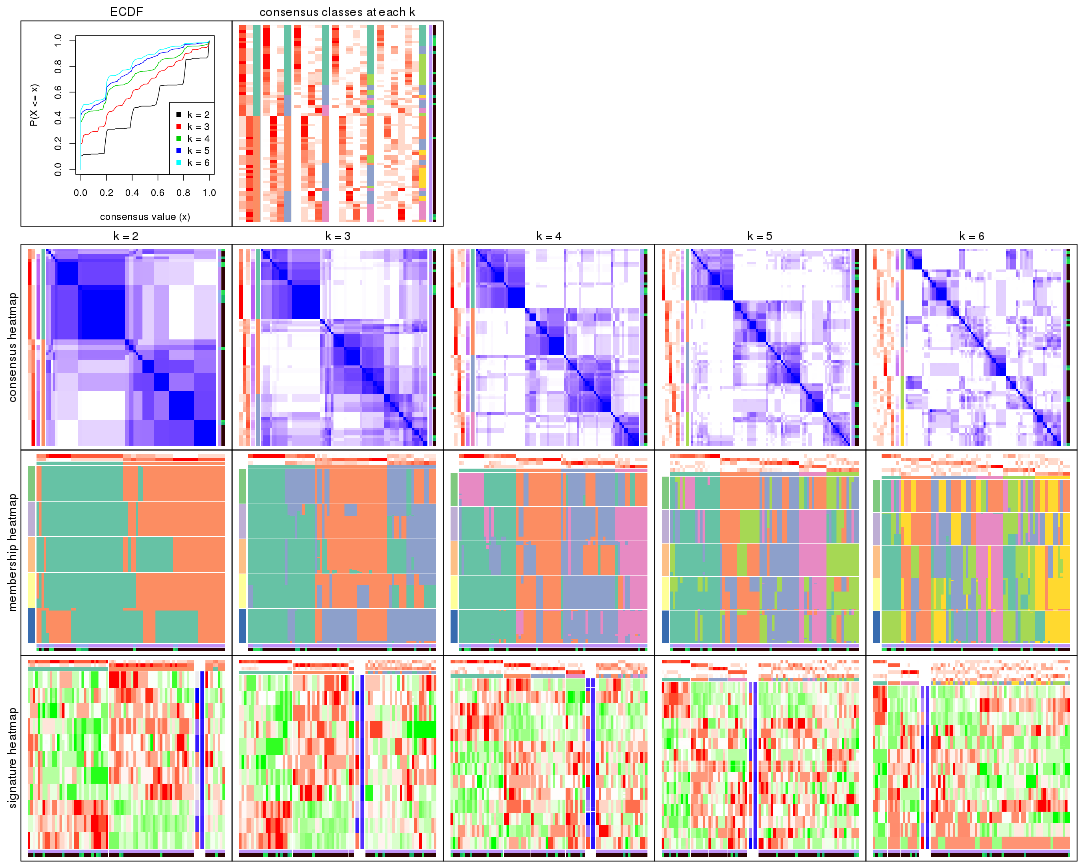 ECDF
consensus classes at each k
P(X <= x)
0.0 0.2 0.4 0.6 0.8 1.0
k = 2
k = 3
k = 4
k = 5
k = 6
0.0 0.2 0.4 0.6 0.8 1.0
consensus value (x)
k = 2
k = 3
k = 4
k = 5
k = 6
consensus heatmap
membership heatmap
signature heatmap